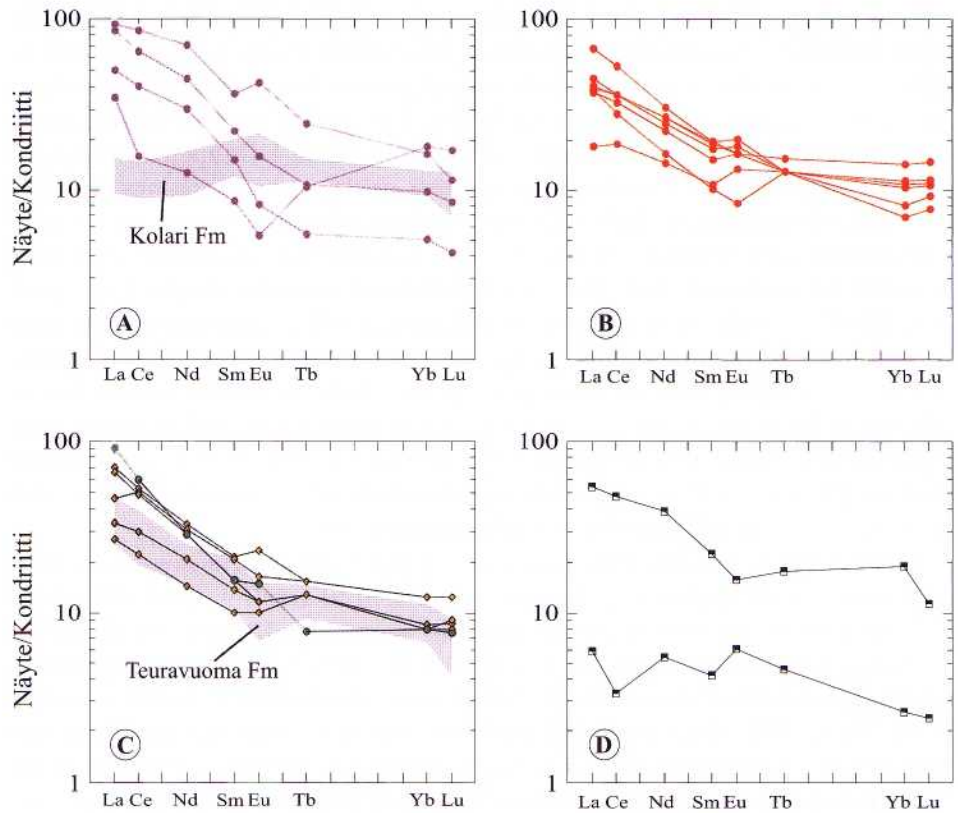 100
10
1
Näyte/Kondriitti
Kolari Fm
A
La Ce Nd Sm Eu Tb Yb Lu
100
10
1
B
La Ce Nd Sm Eu Tb Yb Lu
100
10
1
Näyte/Kondriitti
Teuravuoma Fm
C
La Ce Nd Sm Eu Tb Yb Lu
100
10
1
D
La Ce Nd Sm Eu Tb Yb Lu